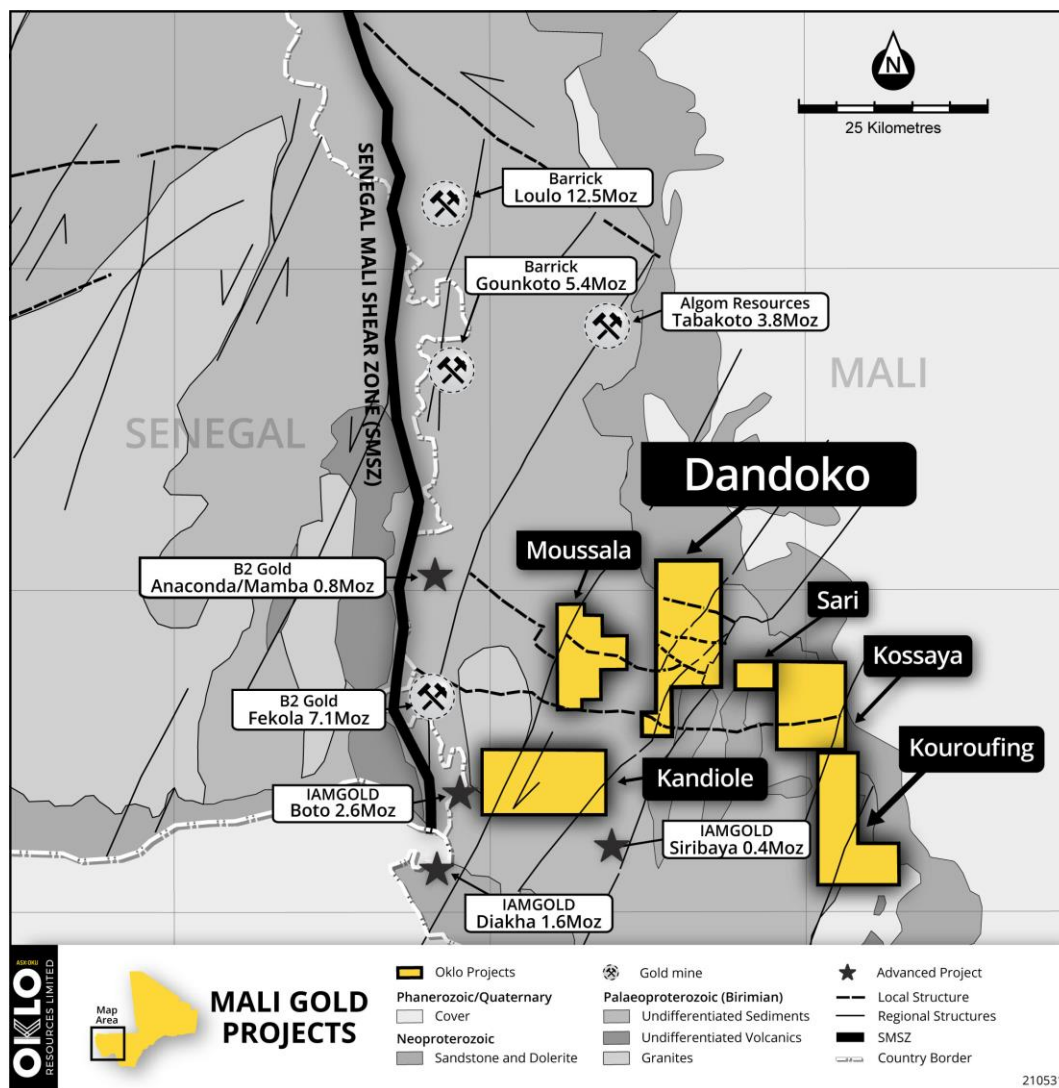 N
25 Kilometres
SENEGAL MALI SHEAR ZONE (SMSZ)
Barrick
Loulo 12.5Moz
Barrick
Gounkoto 5.4Moz
Algom Resources
Tabakoto 3.8Moz
MALI
SENEGAL
Dandoko
Moussala
B2 Gold
Anaconda/Mamba 0.8Moz
Sari
Kossaya
B2 Gold
Fekola 7.1Moz
Kouroufing
Kandiole
IAMGOLD
Boto 2.6Moz
IAMGOLD
Siribaya 0.4Moz
IAMGOLD
Diakha 1.6Moz
ASX:OKU
OKLO
RESOURCES LIMITED
Map
Area
MALI GOLD
PROJECTS
Oklo Projects
Phanerozoic/Quaternary
Cover
Neoproterozoic
Sandstone and Dolerite
Gold mine
Palaeoproterozoic (Birimian)
Undifferentiated Sediments
Undifferentiated Volcanics
Granites
Advanced Project
Local Structure
Regional Structures
SMSZ
Country Border
21053